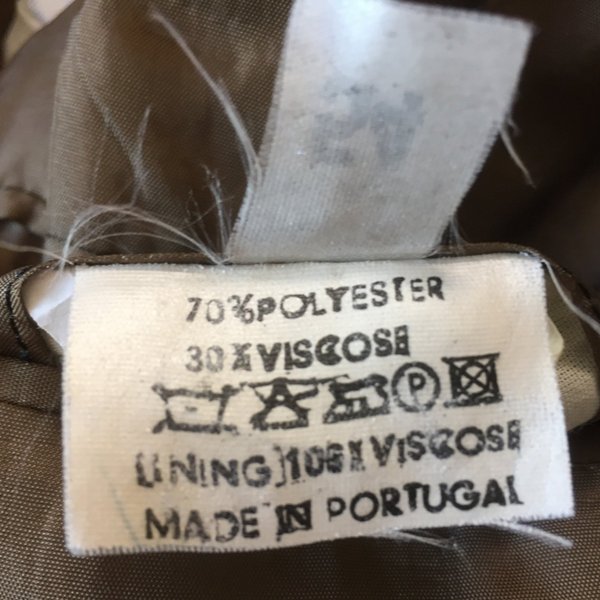 70%POLYESTER
30%VISCOSE
P
[LINING]100%VISCOSE
MADE IN PORTUGAL